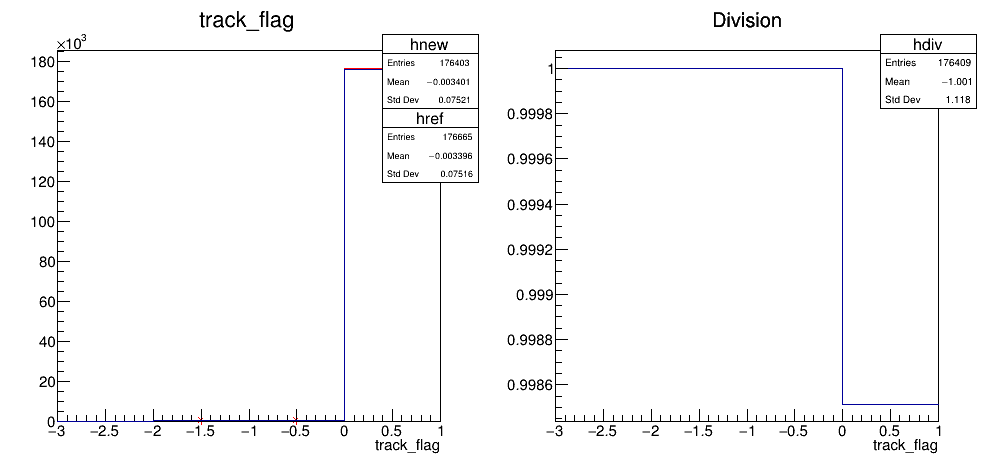 track_flag
×10³
hnew
Entries 176403
Mean −0.003401
Std Dev 0.07521
href
Entries 176665
Mean −0.003396
Std Dev 0.07516
180
160
140
120
100
80
60
40
20
0
−3 −2.5 −2 −1.5 −1 −0.5 0 0.5 1
track_flag
Division
hdiv
Entries 176409
Mean −1.001
Std Dev 1.118
1
0.9998
0.9996
0.9994
0.9992
0.999
0.9988
0.9986
−3 −2.5 −2 −1.5 −1 −0.5 0 0.5 1
track_flag